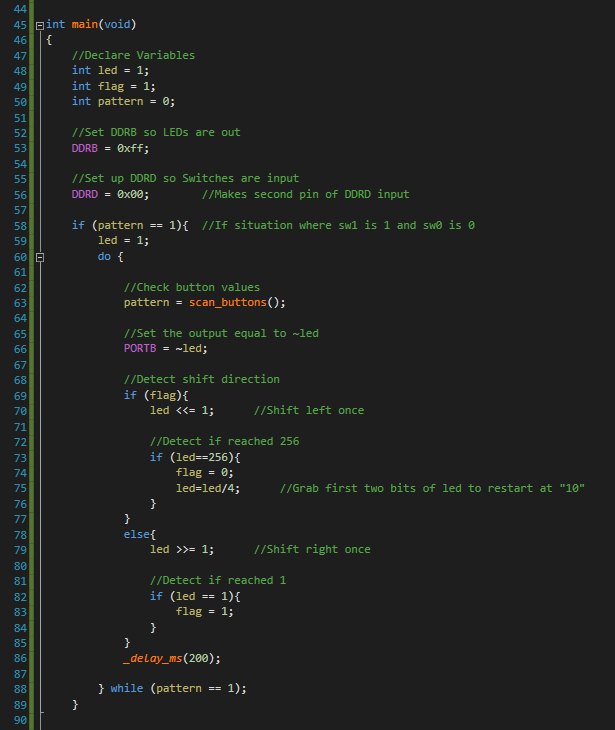 44
45 int main(void)
46 {
47 //Declare Variables
48 int led = 1;
49 int flag = 1;
50 int pattern = 0;
51
52 //Set DDRB so LEDs are out
53 DDRB = 0xff;
54
55 //Set up DDRD so Switches are input
56 DDRD = 0x00; //Makes second pin of DDRD input
57
58 if (pattern == 1){ //If situation where sw1 is 1 and sw0 is 0
59 led = 1;
60 do {
61
62 //Check button values
63 pattern = scan_buttons();
64
65 //Set the output equal to ~led
66 PORTB = ~led;
67
68 //Detect shift direction
69 if (flag){
70 led <<= 1; //Shift left once
71
72 //Detect if reached 256
73 if (led==256){
74 flag = 0;
75 led=led/4; //Grab first two bits of led to restart at "10"
76 }
77 }
78 else{
79 led >>= 1; //Shift right once
80
81 //Detect if reached 1
82 if (led == 1){
83 flag = 1;
84 }
85 }
86 _delay_ms(200);
87
88 } while (pattern == 1);
89 }
90